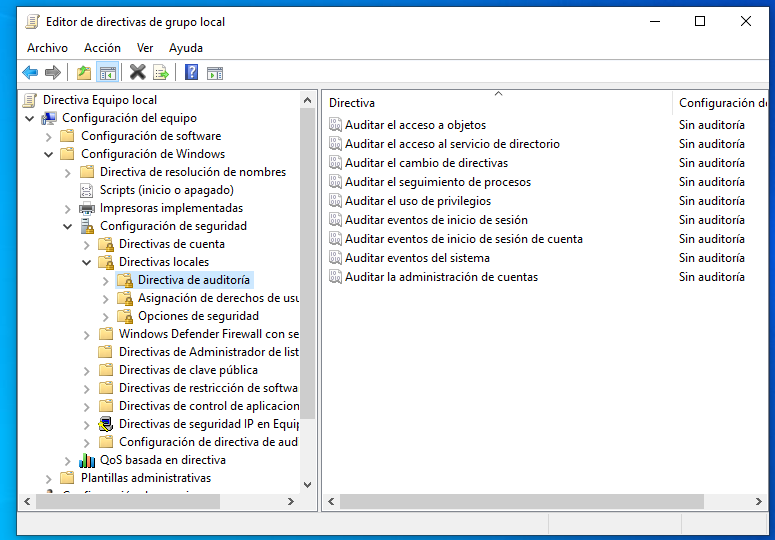 Editor de directivas de grupo local
Archivo Acción Ver Ayuda
Directiva Equipo local
Configuración del equipo
Configuración de software
Configuración de Windows
Directiva de resolución de nombres
Scripts (inicio o apagado)
Impresoras implementadas
Configuración de seguridad
Directivas de cuenta
Directivas locales
Directiva de auditoría
Asignación de derechos de usu
Opciones de seguridad
Windows Defender Firewall con se
Directivas de Administrador de list
Directivas de clave pública
Directivas de restricción de softwa
Directivas de control de aplicacion
Directivas de seguridad IP en Equip
Configuración de directiva de aud
QoS basada en directiva
Plantillas administrativas
Directiva Configuración de
Auditar el acceso a objetos Sin auditoría
Auditar el acceso al servicio de directorio Sin auditoría
Auditar el cambio de directivas Sin auditoría
Auditar el seguimiento de procesos Sin auditoría
Auditar el uso de privilegios Sin auditoría
Auditar eventos de inicio de sesión Sin auditoría
Auditar eventos de inicio de sesión de cuenta Sin auditoría
Auditar eventos del sistema Sin auditoría
Auditar la administración de cuentas Sin auditoría